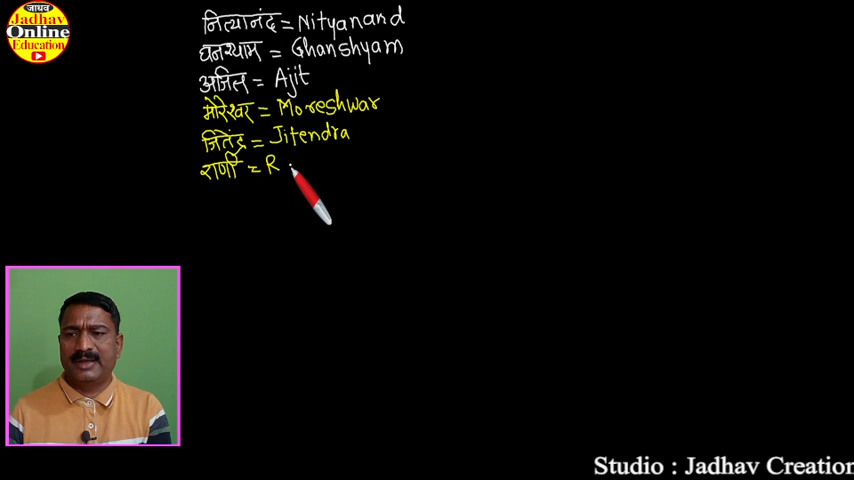 जाधव
Jadhav
Online
Education
नित्यानंद = Nityanand
घनश्याम = Ghanshyam
अजित = Ajit
मोरेश्वर = Moreshwar
जितेंद्र = Jitendra
राणी = R
Studio : Jadhav Creation